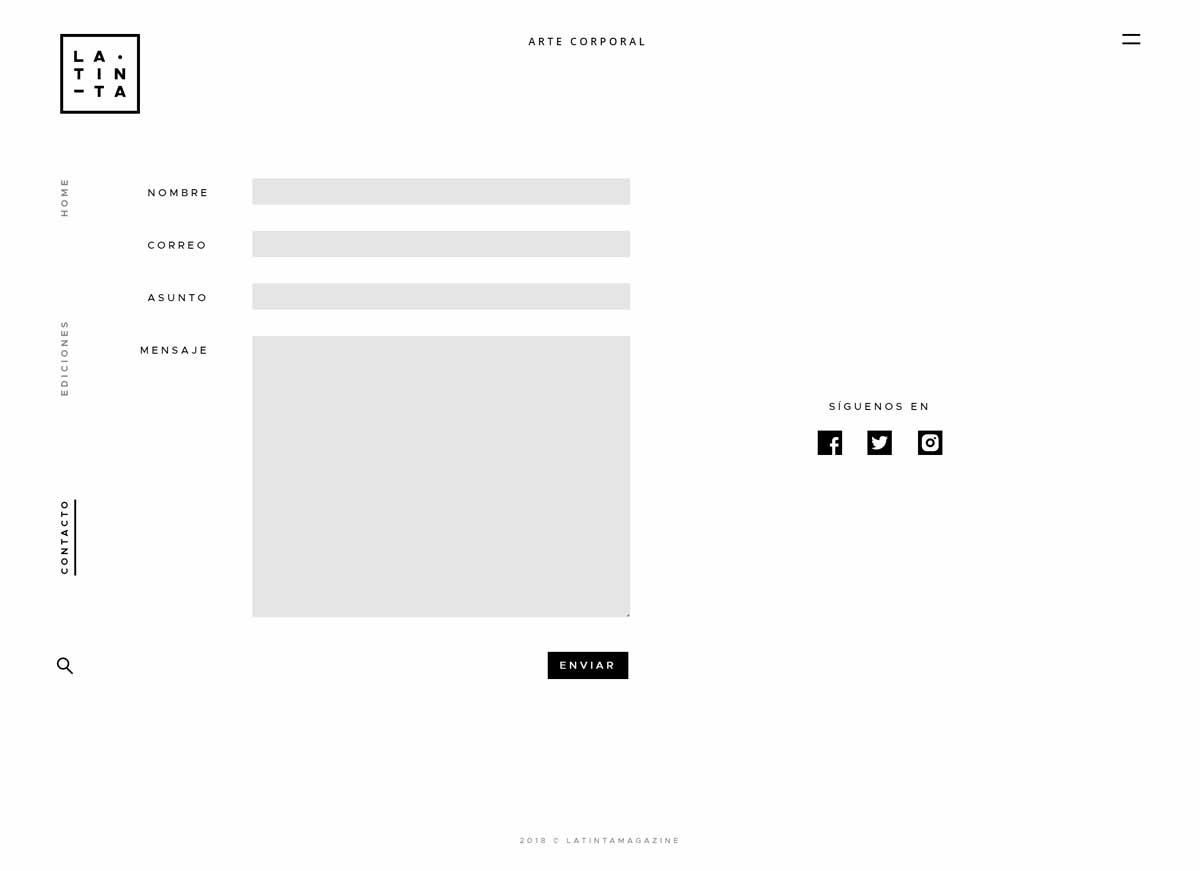 LA·
TIN
–TA
ARTE CORPORAL
HOME
EDICIONES
CONTACTO
NOMBRE
CORREO
ASUNTO
MENSAJE
ENVIAR
SÍGUENOS EN
2018 © LATINTAMAGAZINE